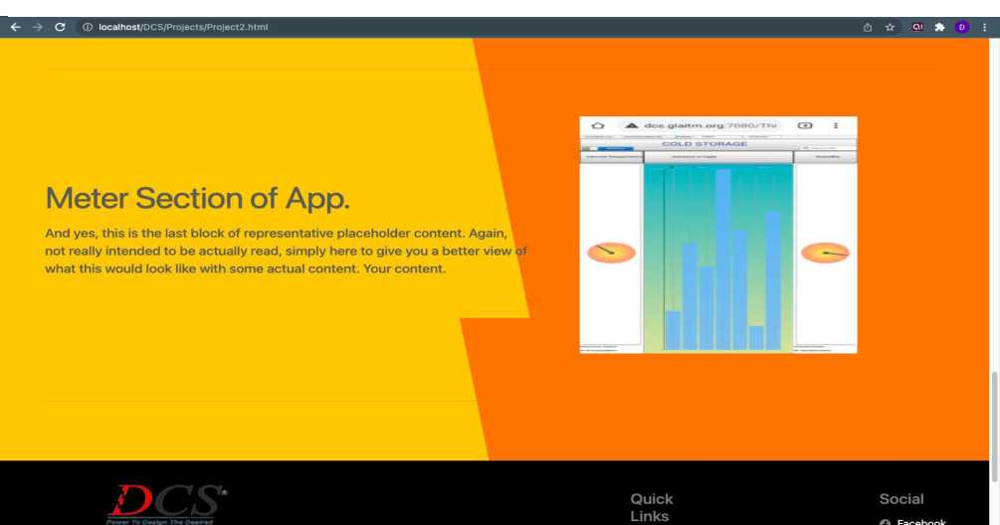 localhost/DCS/Projects/Project2.html
D
dcs.glaitm.org:7080/Thi
COLD STORAGE
Meter Section of App.
And yes, this is the last block of representative placeholder content. Again,
not really intended to be actually read, simply here to give you a better view of
what this would look like with some actual content. Your content.
DCS®
Power To Design The Desired
Quick
Links
Social
Facebook